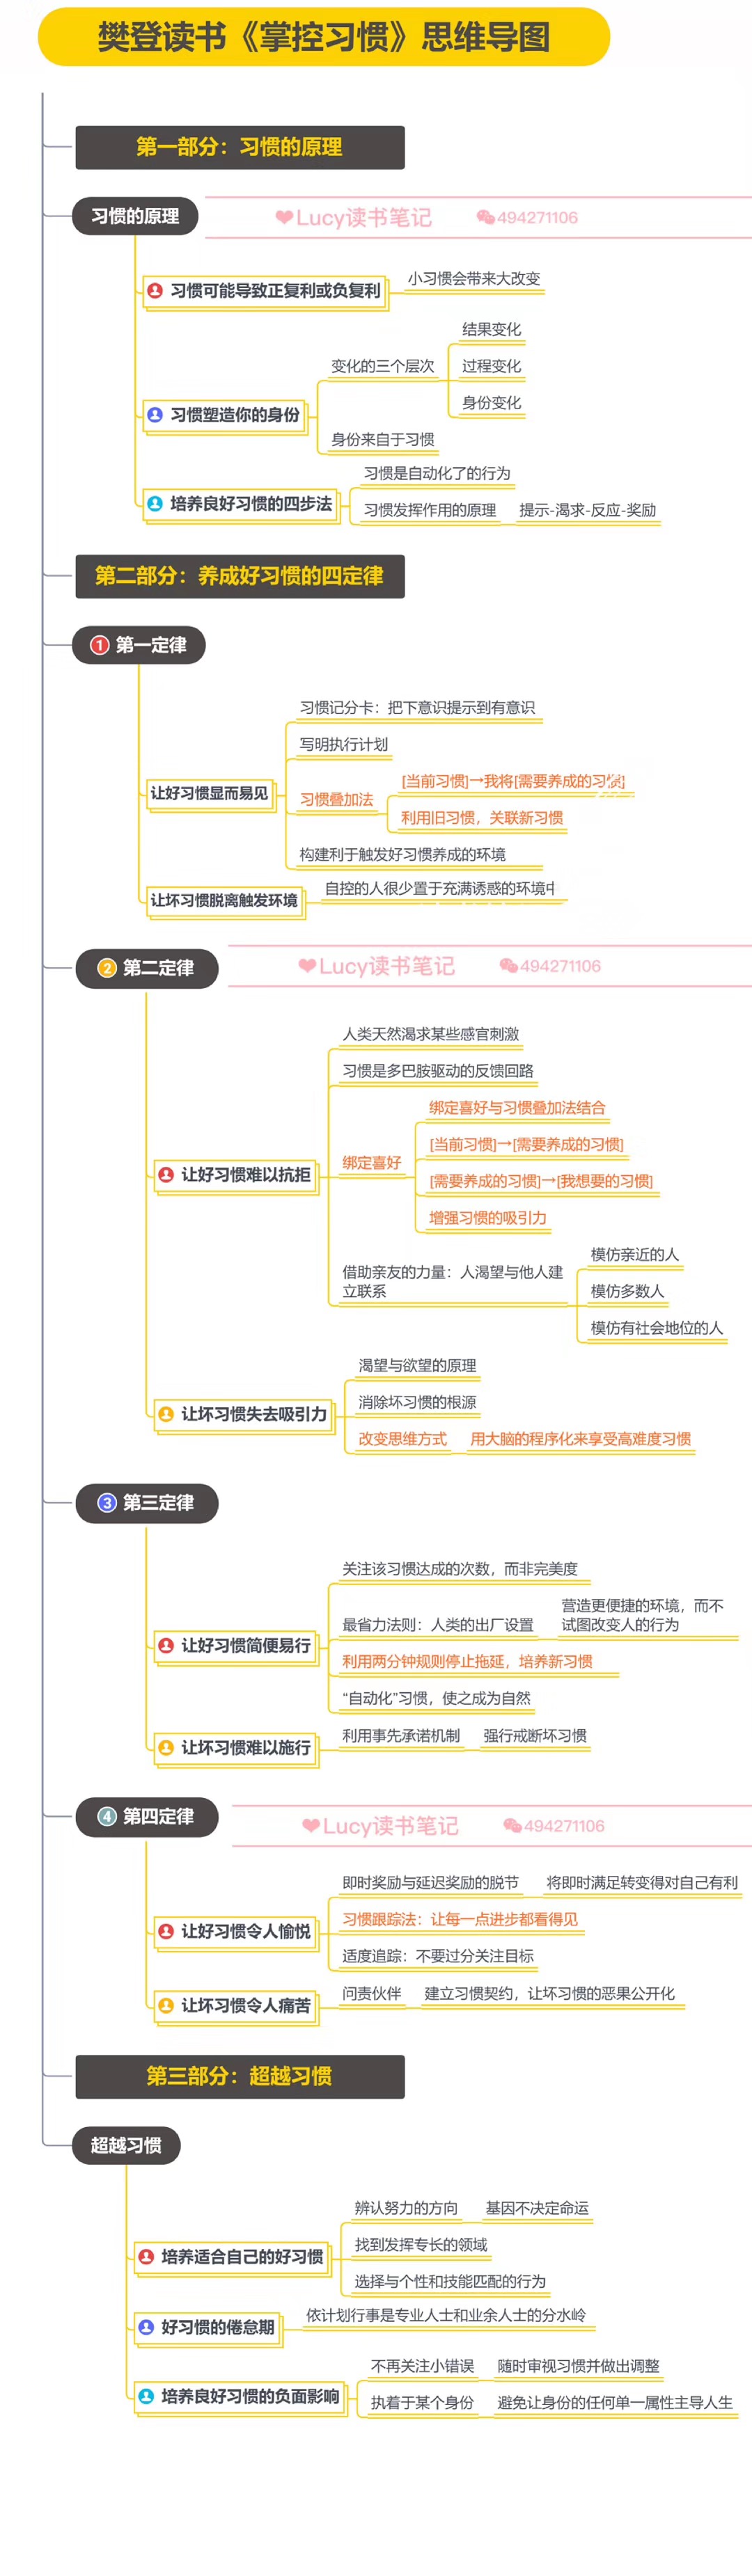 樊登读书《掌控习惯》思维导图
第一部分：习惯的原理
习惯的原理
❤Lucy读书笔记 494271106
习惯可能导致正复利或负复利
小习惯会带来大改变
习惯塑造你的身份
变化的三个层次
结果变化
过程变化
身份变化
身份来自于习惯
培养良好习惯的四步法
习惯是自动化了的行为
习惯发挥作用的原理
提示-渴求-反应-奖励
第二部分：养成好习惯的四定律
1 第一定律
让好习惯显而易见
习惯记分卡：把下意识提示到有意识
写明执行计划
习惯叠加法
[当前习惯]→我将[需要养成的习惯]
利用旧习惯，关联新习惯
构建利于触发好习惯养成的环境
让坏习惯脱离触发环境
自控的人很少置于充满诱惑的环境中
2 第二定律
❤Lucy读书笔记 494271106
让好习惯难以抗拒
人类天然渴求某些感官刺激
习惯是多巴胺驱动的反馈回路
绑定喜好
绑定喜好与习惯叠加法结合
[当前习惯]→[需要养成的习惯]
[需要养成的习惯]→[我想要的习惯]
增强习惯的吸引力
借助亲友的力量：人渴望与他人建
立联系
模仿亲近的人
模仿多数人
模仿有社会地位的人
让坏习惯失去吸引力
渴望与欲望的原理
消除坏习惯的根源
改变思维方式
用大脑的程序化来享受高难度习惯
3 第三定律
让好习惯简便易行
关注该习惯达成的次数，而非完美度
最省力法则：人类的出厂设置
营造更便捷的环境，而不
试图改变人的行为
利用两分钟规则停止拖延，培养新习惯
“自动化”习惯，使之成为自然
让坏习惯难以施行
利用事先承诺机制
强行戒断坏习惯
4 第四定律
❤Lucy读书笔记 494271106
让好习惯令人愉悦
即时奖励与延迟奖励的脱节
将即时满足转变得对自己有利
习惯跟踪法：让每一点进步都看得见
适度追踪：不要过分关注目标
让坏习惯令人痛苦
问责伙伴
建立习惯契约，让坏习惯的恶果公开化
第三部分：超越习惯
超越习惯
培养适合自己的好习惯
辨认努力的方向
基因不决定命运
找到发挥专长的领域
选择与个性和技能匹配的行为
好习惯的倦怠期
依计划行事是专业人士和业余人士的分水岭
培养良好习惯的负面影响
不再关注小错误
随时审视习惯并做出调整
执着于某个身份
避免让身份的任何单一属性主导人生